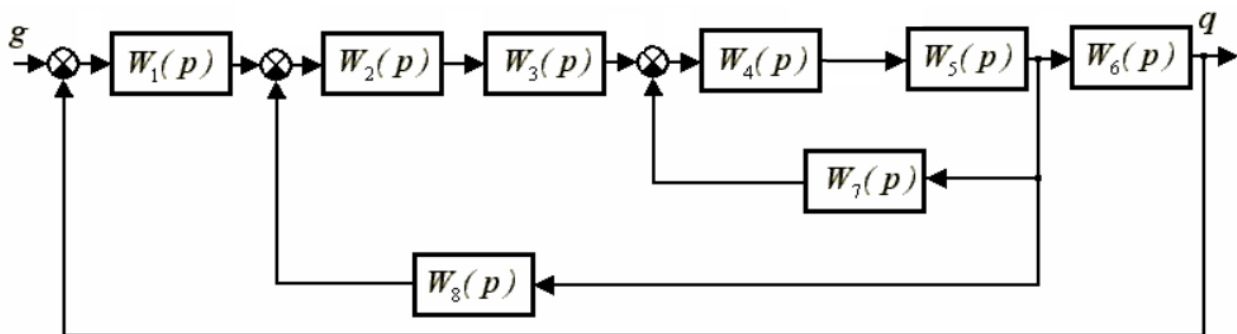 g
q
W₁(p)
W₂(p)
W₃(p)
W₄(p)
W₅(p)
W₆(p)
W₇(p)
W₈(p)